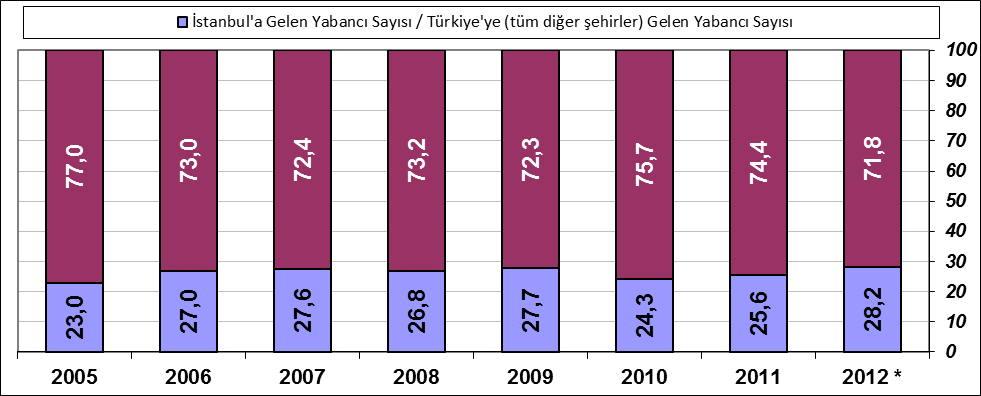 İstanbul'a Gelen Yabancı Sayısı / Türkiye'ye (tüm diğer şehirler) Gelen Yabancı Sayısı
100
90
80
70
60
50
40
30
20
10
0
77,0 73,0 72,4 73,2 72,3 75,7 74,4 71,8
23,0 27,0 27,6 26,8 27,7 24,3 25,6 28,2
2005 2006 2007 2008 2009 2010 2011 2012 *